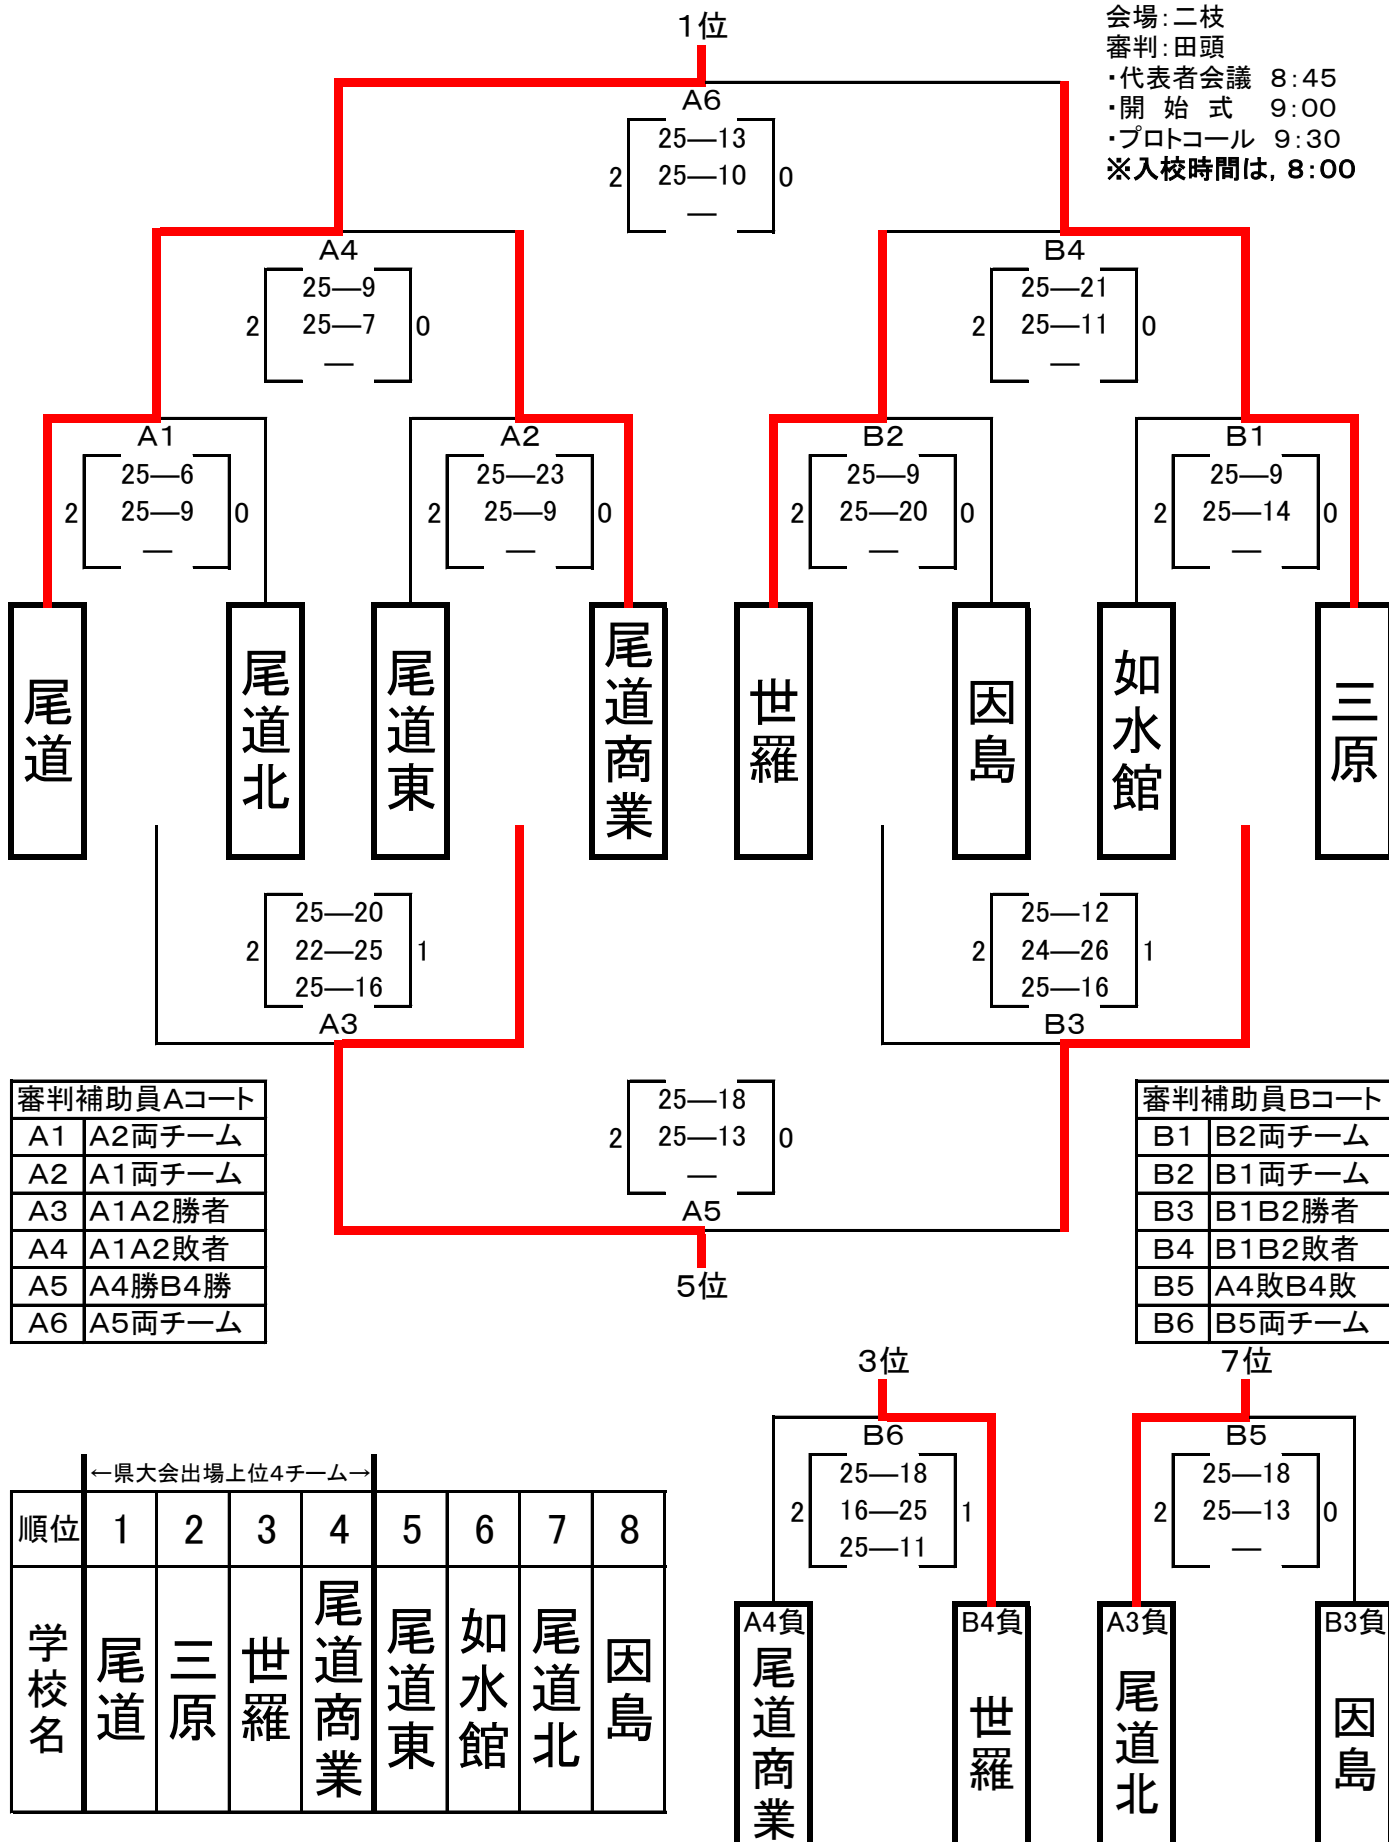 1位
会場:二枝
審判:田頭
・代表者会議 8:45
・開 始 式 9:00
・プロトコール 9:30
※入校時間は, 8:00
A6
25―13
2 25―10 0
―
A4
25―9
2 25―7 0
―
B4
25―21
2 25―11 0
―
A1
25―6
2 25―9 0
―
A2
25―23
2 25―9 0
―
B2
25―9
2 25―20 0
―
B1
25―9
2 25―14 0
―
尾道
尾道北
尾道東
尾道商業
世羅
因島
如水館
三原
25―20
2 22―25 1
25―16
A3
25―12
2 24―26 1
25―16
B3
25―18
2 25―13 0
―
A5
5位
審判補助員Aコート
A1 A2両チーム
A2 A1両チーム
A3 A1A2勝者
A4 A1A2敗者
A5 A4勝B4勝
A6 A5両チーム
審判補助員Bコート
B1 B2両チーム
B2 B1両チーム
B3 B1B2勝者
B4 B1B2敗者
B5 A4敗B4敗
B6 B5両チーム
3位
B6
25―18
2 16―25 1
25―11
A4負
尾道商業
B4負
世羅
7位
B5
25―18
2 25―13 0
―
A3負
尾道北
B3負
因島
←県大会出場上位4チーム→
順位 1 2 3 4 5 6 7 8
学校名 尾道 三原 世羅 尾道商業 尾道東 如水館 尾道北 因島